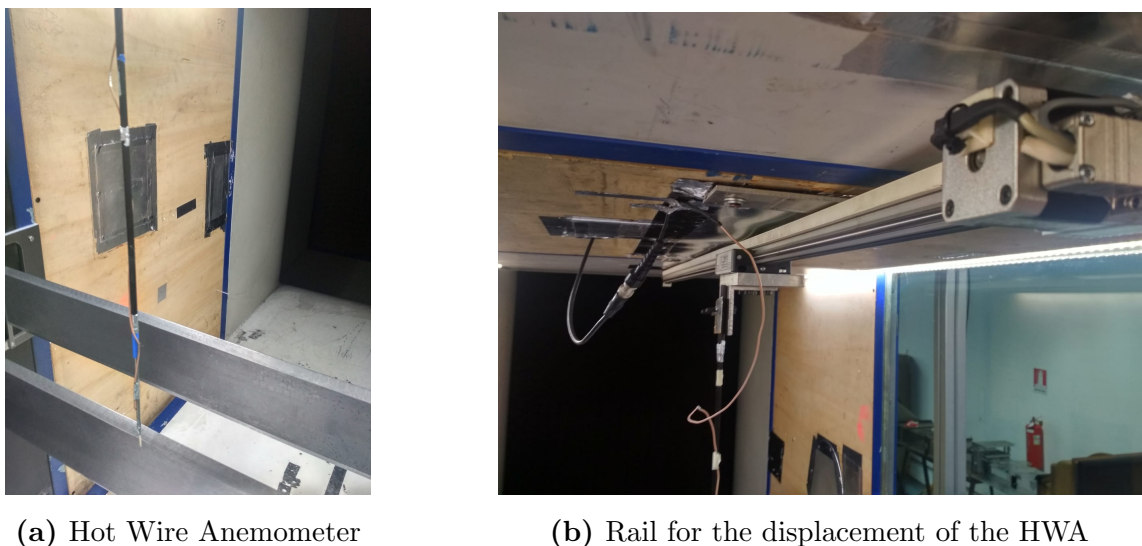 (a) Hot Wire Anemometer
(b) Rail for the displacement of the HWA